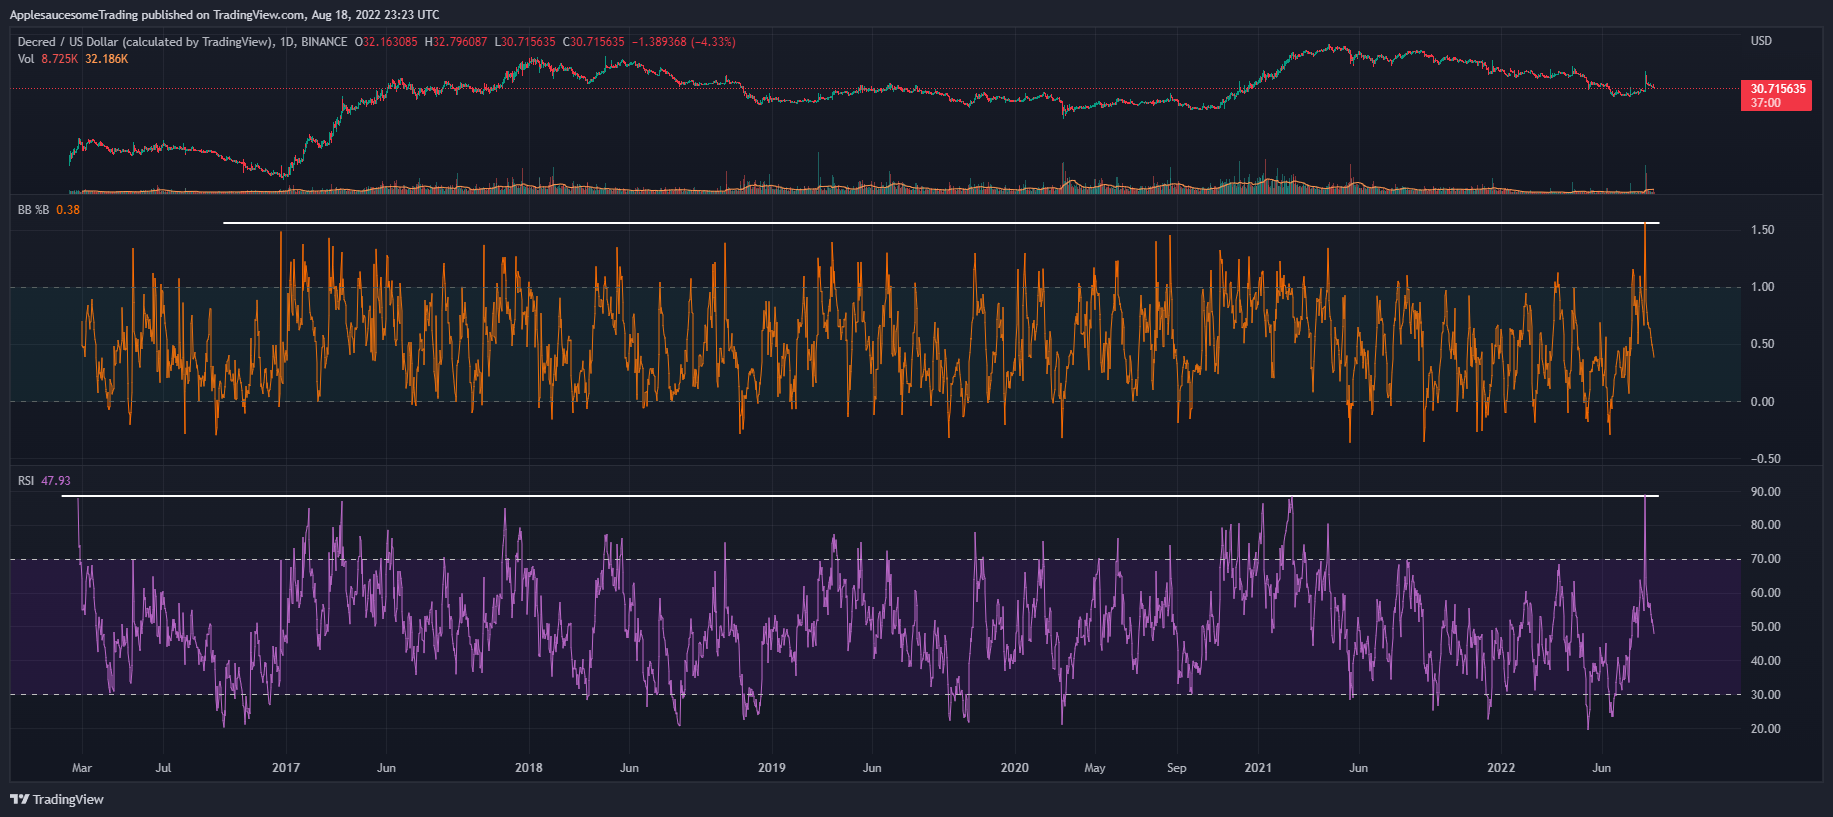 ApplesaucesomeTrading published on TradingView.com, Aug 18, 2022 23:23 UTC
Decred / US Dollar (calculated by TradingView), 1D, BINANCE O32.163085 H32.796087 L30.715635 C30.715635 −1.389368 (−4.33%)
USD
Vol 8.725K 32.186K
30.715635
37:00
BB %B 0.38
1.50
1.00
0.50
0.00
−0.50
RSI 47.93
90.00
80.00
70.00
60.00
50.00
40.00
30.00
20.00
Mar Jul 2017 Jun 2018 Jun 2019 Jun 2020 May Sep 2021 Jun 2022 Jun
TradingView